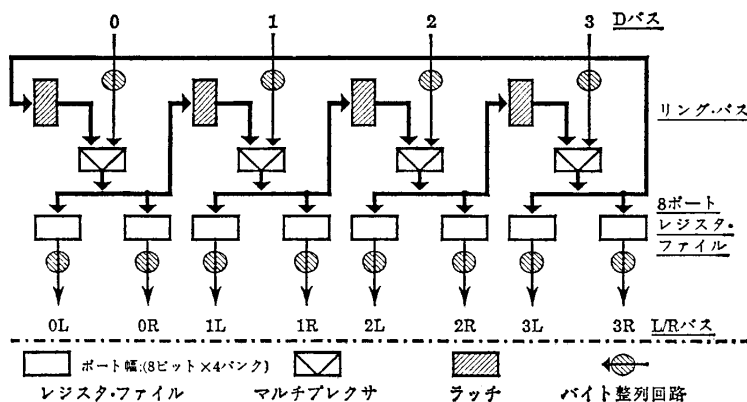 0 1 2 3 Dバス
リング・バス
8ポート
レジスタ・
ファイル
0L 0R 1L 1R 2L 2R 3L 3R L/Rバス
ポート幅:(8ビット×4バンク)
レジスタ・ファイル マルチプレクサ ラッチ バイト整列回路